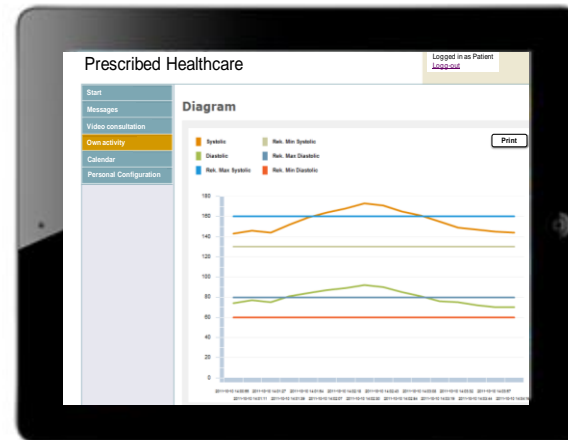 Prescribed Healthcare
Logged in as Patient
Logg-out
Start
Messages
Video consultation
Own activity
Calendar
Personal Configuration
Diagram
Print
Systolic
Rek. Min Systolic
Diastolic
Rek. Max Diastolic
Rek. Max Systolic
Rek. Min Diastolic
180
160
140
120
100
80
60
40
20
0